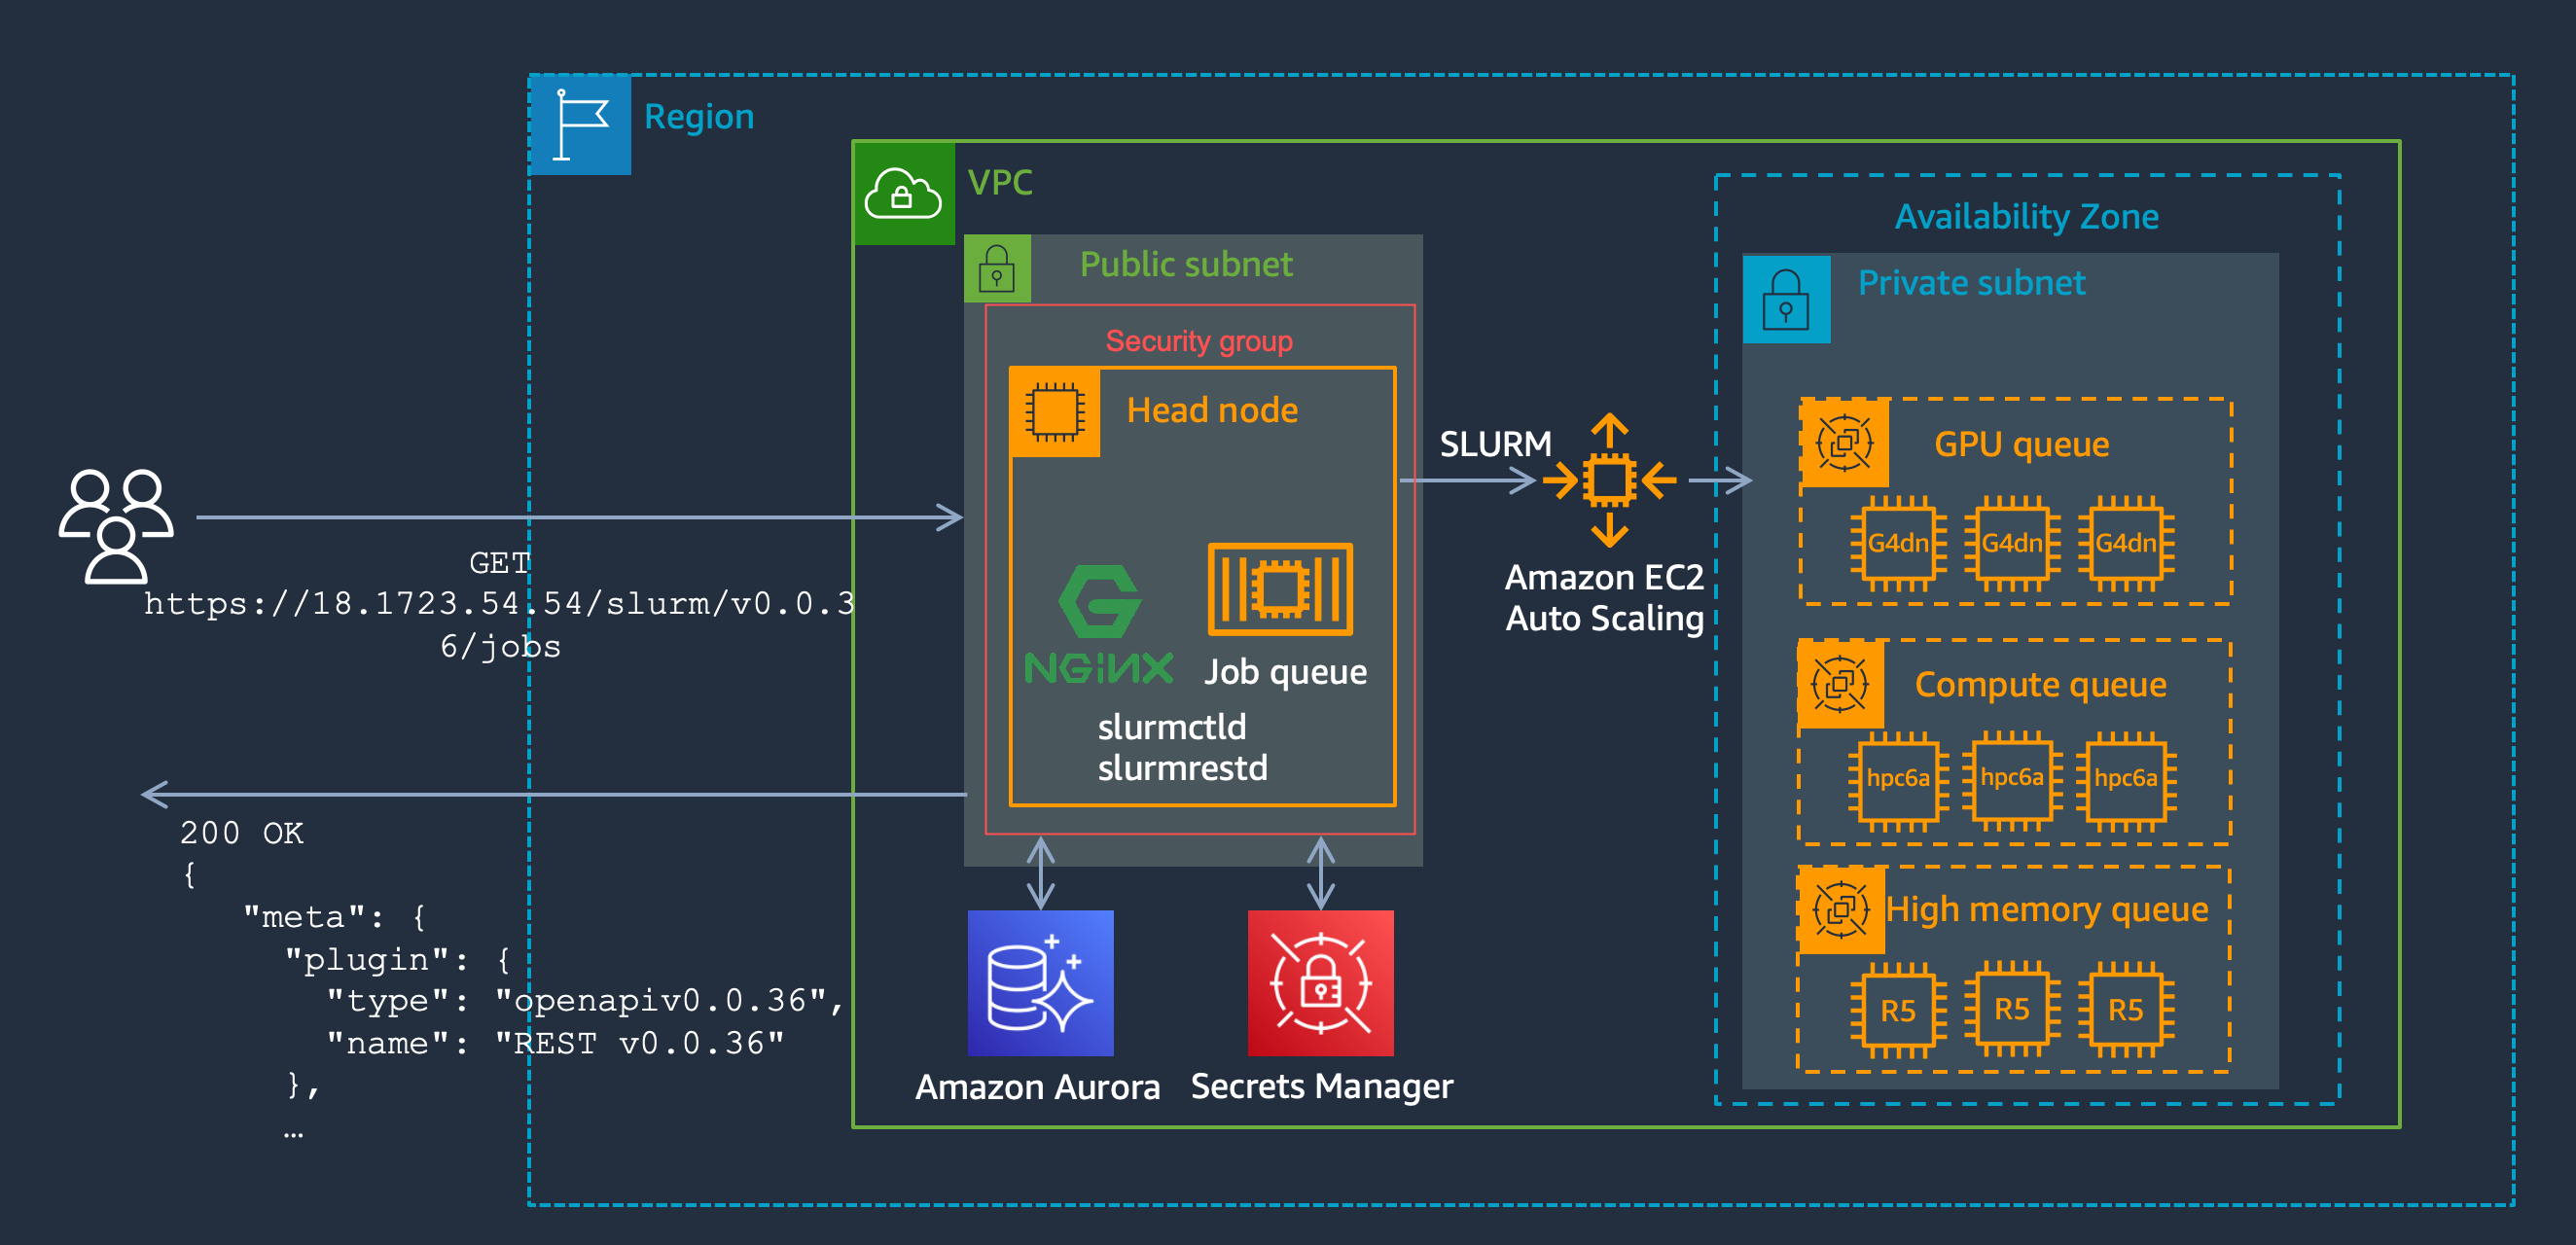 Region
VPC
Public subnet
Security group
Head node
NGiNX
Job queue
slurmctld
slurmrestd
GET
https://18.1723.54.54/slurm/v0.0.3
6/jobs
200 OK
{
"meta": {
"plugin": {
"type": "openapiv0.0.36",
"name": "REST v0.0.36"
},
…
Amazon Aurora
Secrets Manager
SLURM
Amazon EC2
Auto Scaling
Availability Zone
Private subnet
GPU queue
G4dn G4dn G4dn
Compute queue
hpc6a hpc6a hpc6a
High memory queue
R5 R5 R5